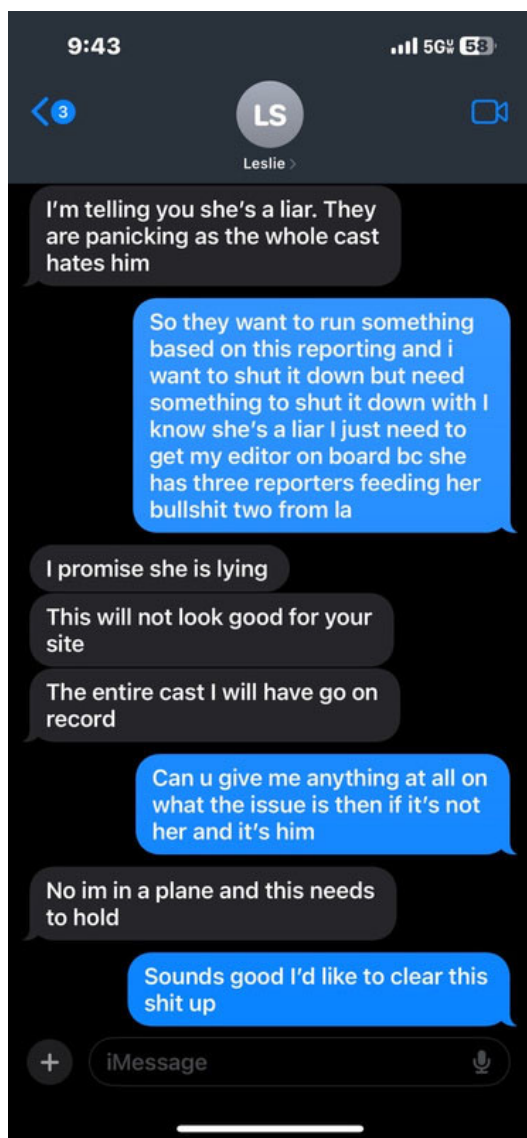 9:43
5G UW 58
3
LS
Leslie
I'm telling you she's a liar. They
are panicking as the whole cast
hates him
So they want to run something
based on this reporting and i
want to shut it down but need
something to shut it down with I
know she's a liar I just need to
get my editor on board bc she
has three reporters feeding her
bullshit two from la
I promise she is lying
This will not look good for your
site
The entire cast I will have go on
record
Can u give me anything at all on
what the issue is then if it's not
her and it's him
No im in a plane and this needs
to hold
Sounds good I'd like to clear this
shit up
iMessage